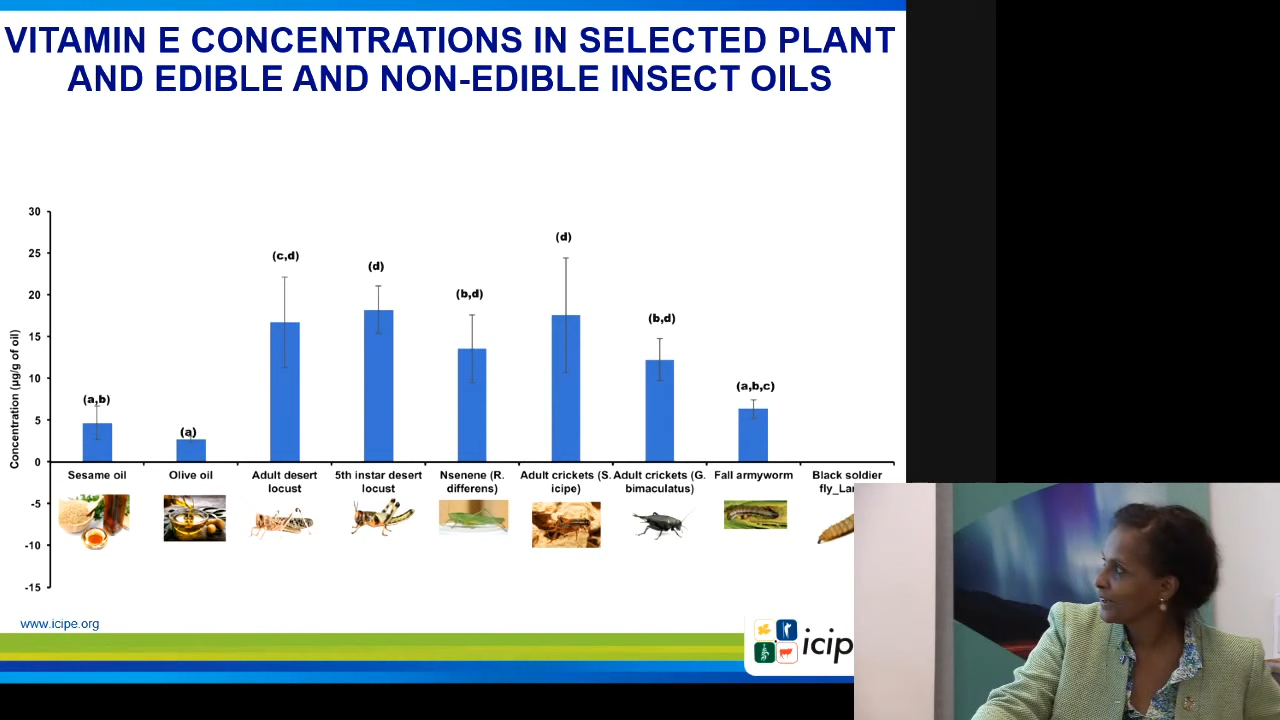 VITAMIN E CONCENTRATIONS IN SELECTED PLANT
AND EDIBLE AND NON-EDIBLE INSECT OILS
Concentration (µg/g of oil)
30
25
20
15
10
5
0
-5
-10
-15
(a,b)
(a)
(c,d)
(d)
(b,d)
(d)
(b,d)
(a,b,c)
Sesame oil
Olive oil
Adult desert
locust
5th instar desert
locust
Nsenene (R.
differens)
Adult crickets (S.
icipe)
Adult crickets (G.
bimaculatus)
Fall armyworm
Black soldier
www.icipe.org